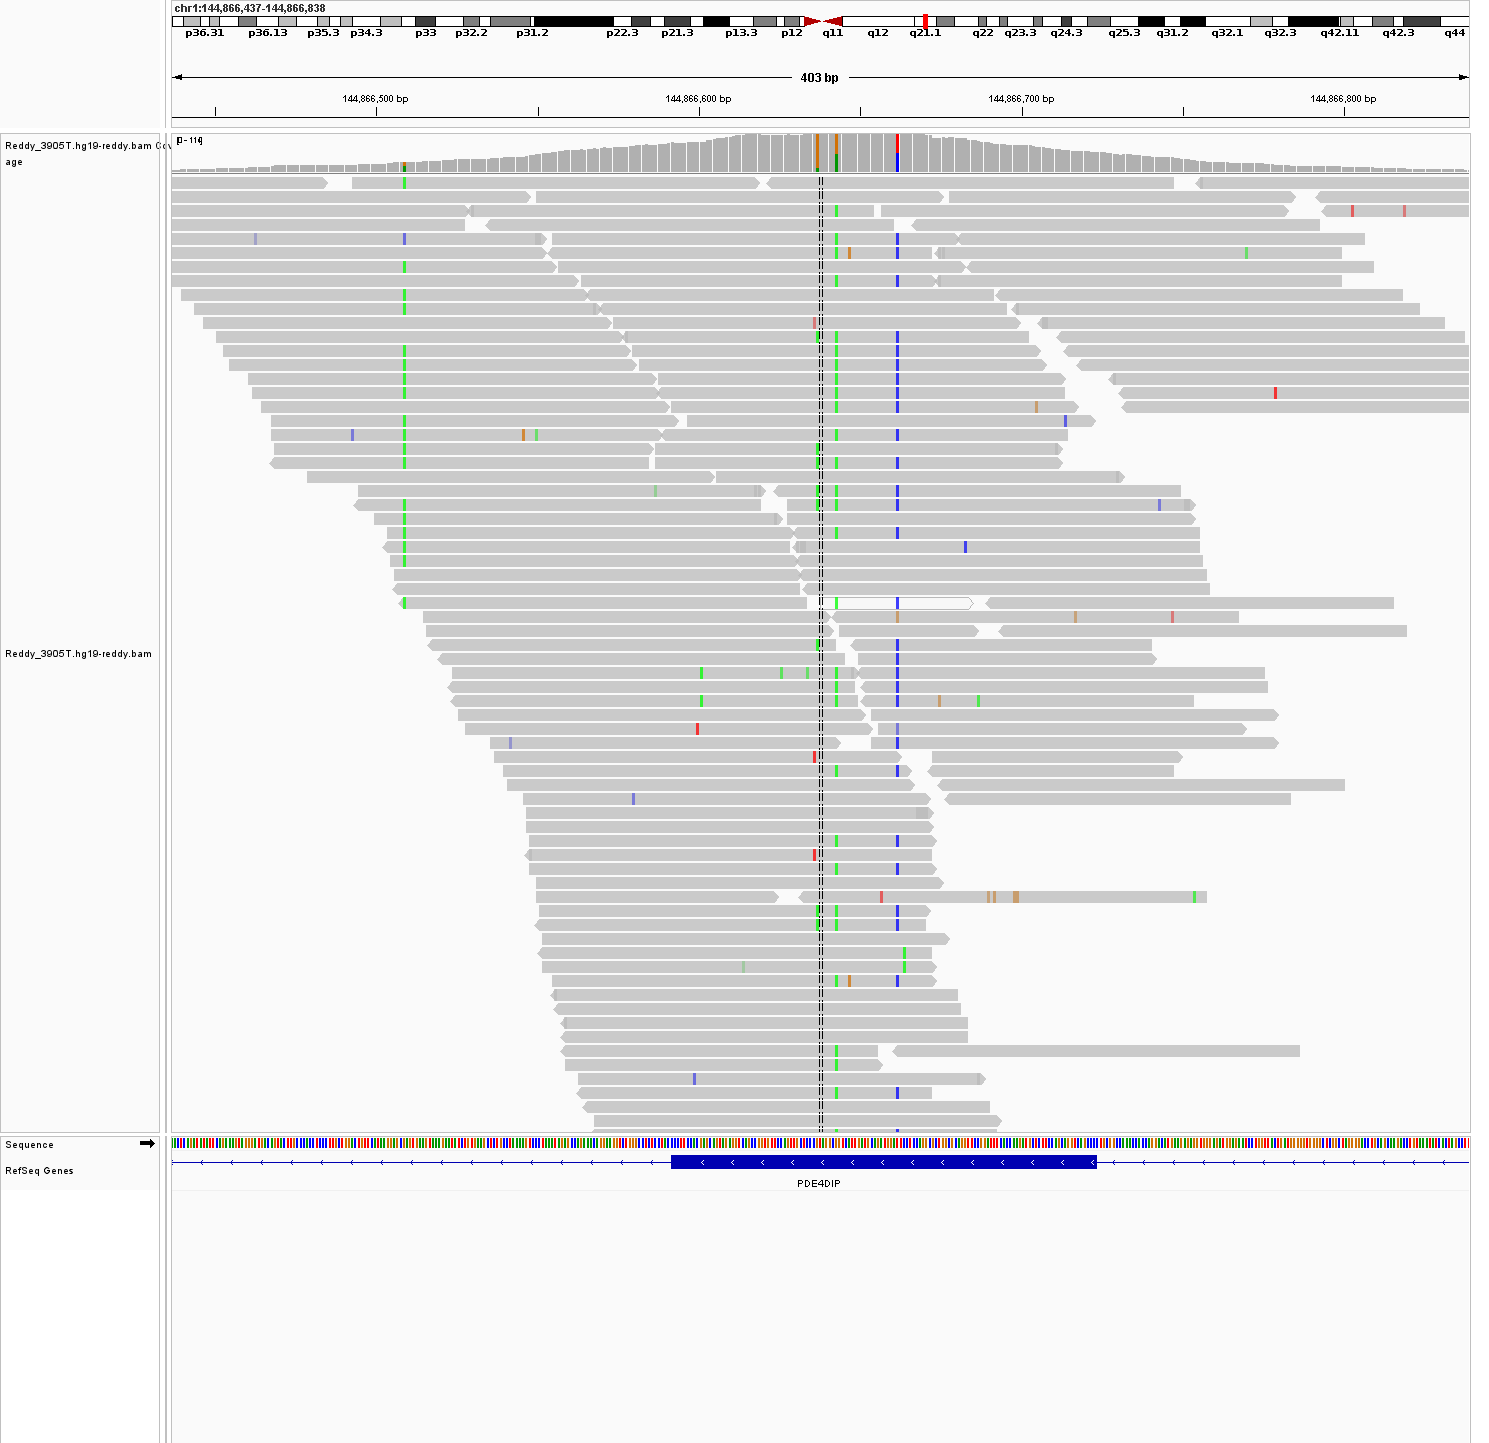 chr1:144,866,437-144,866,838
p36.31 p36.13 p35.3 p34.3 p33 p32.2 p31.2 p22.3 p21.3 p13.3 p12 q11 q12 q21.1 q22 q23.3 q24.3 q25.3 q31.2 q32.1 q32.3 q42.11 q42.3 q44
403 bp
144,866,500 bp 144,866,600 bp 144,866,700 bp 144,866,800 bp
[0 - 114]
Reddy_3905T.hg19-reddy.bam Cov
age
Reddy_3905T.hg19-reddy.bam
Sequence
RefSeq Genes
PDE4DIP